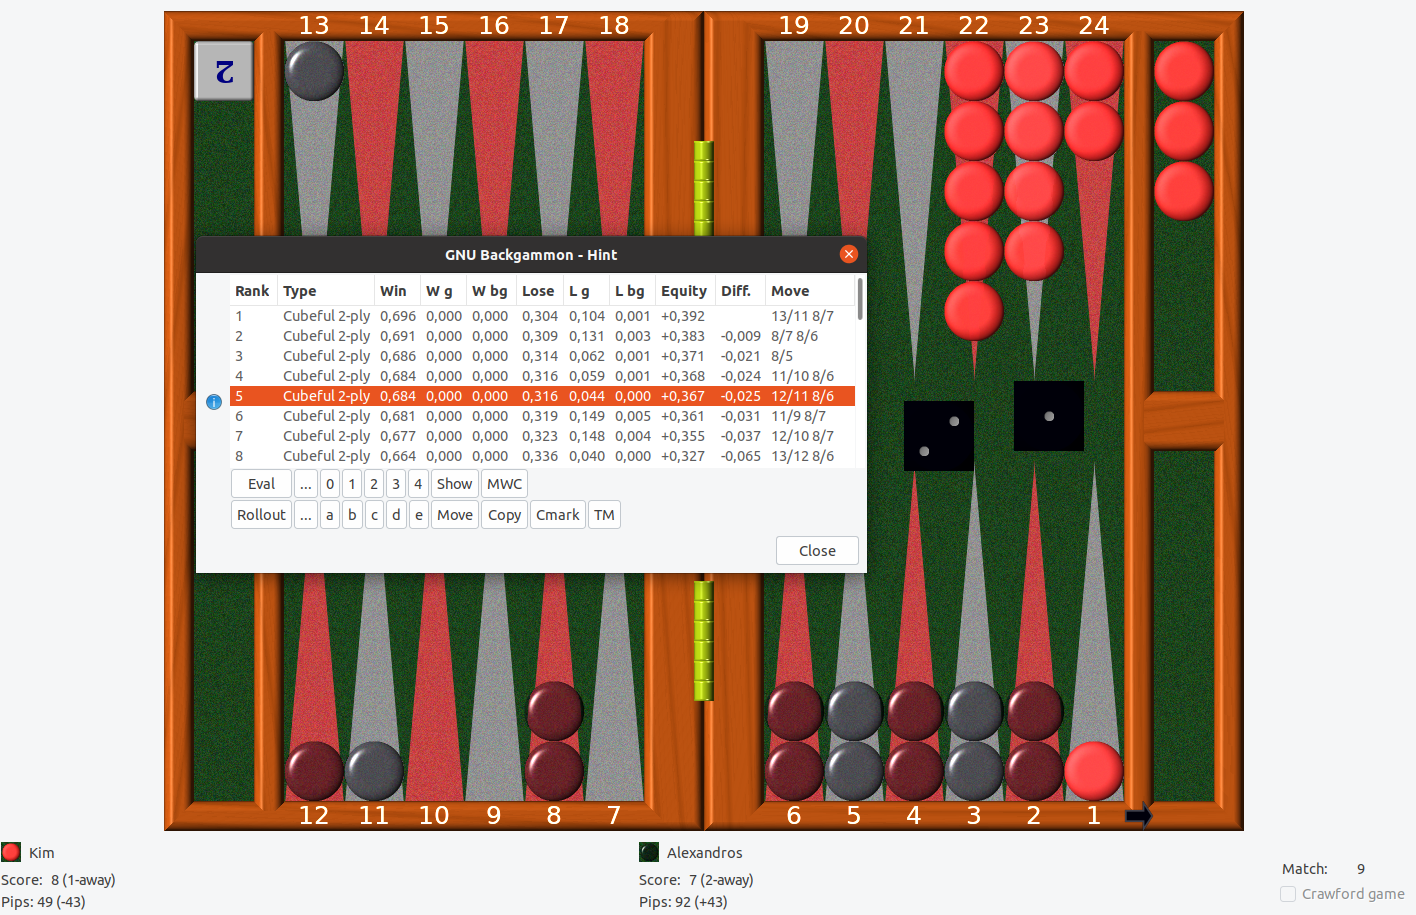 13 14 15 16 17 18 19 20 21 22 23 24
2
GNU Backgammon - Hint
Rank Type Win W g W bg Lose L g L bg Equity Diff. Move
1 Cubeful 2-ply 0,696 0,000 0,000 0,304 0,104 0,001 +0,392 13/11 8/7
2 Cubeful 2-ply 0,691 0,000 0,000 0,309 0,131 0,003 +0,383 -0,009 8/7 8/6
3 Cubeful 2-ply 0,686 0,000 0,000 0,314 0,062 0,001 +0,371 -0,021 8/5
4 Cubeful 2-ply 0,684 0,000 0,000 0,316 0,059 0,001 +0,368 -0,024 11/10 8/6
5 Cubeful 2-ply 0,684 0,000 0,000 0,316 0,044 0,000 +0,367 -0,025 12/11 8/6
6 Cubeful 2-ply 0,681 0,000 0,000 0,319 0,149 0,005 +0,361 -0,031 11/9 8/7
7 Cubeful 2-ply 0,677 0,000 0,000 0,323 0,148 0,004 +0,355 -0,037 12/10 8/7
8 Cubeful 2-ply 0,664 0,000 0,000 0,336 0,040 0,000 +0,327 -0,065 13/12 8/6
Eval ... 0 1 2 3 4 Show MWC
Rollout ... a b c d e Move Copy Cmark TM
Close
12 11 10 9 8 7 6 5 4 3 2 1
Kim
Score: 8 (1-away)
Pips: 49 (-43)
Alexandros
Score: 7 (2-away)
Pips: 92 (+43)
Match: 9
Crawford game